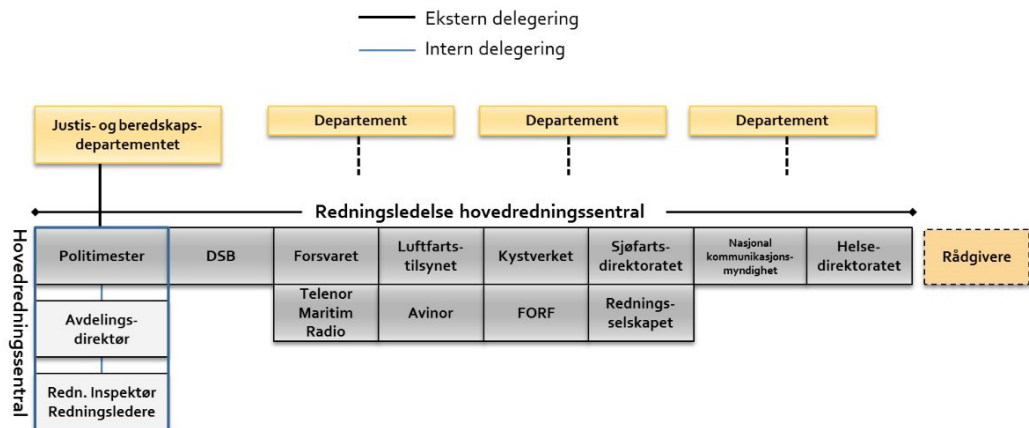 Ekstern delegering
Intern delegering
Justis- og beredskaps-
departementet
Departement
Departement
Departement
Redningsledelse hovedredningssentral
Hovedredningssentral
Politimester
DSB
Forsvaret
Luftfarts-
tilsynet
Kystverket
Sjøfarts-
direktoratet
Nasjonal
kommunikasjons-
myndighet
Helse-
direktoratet
Rådgivere
Telenor
Maritim
Radio
Avinor
FORF
Rednings-
selskapet
Avdelings-
direktør
Redn. Inspektør
Redningsledere